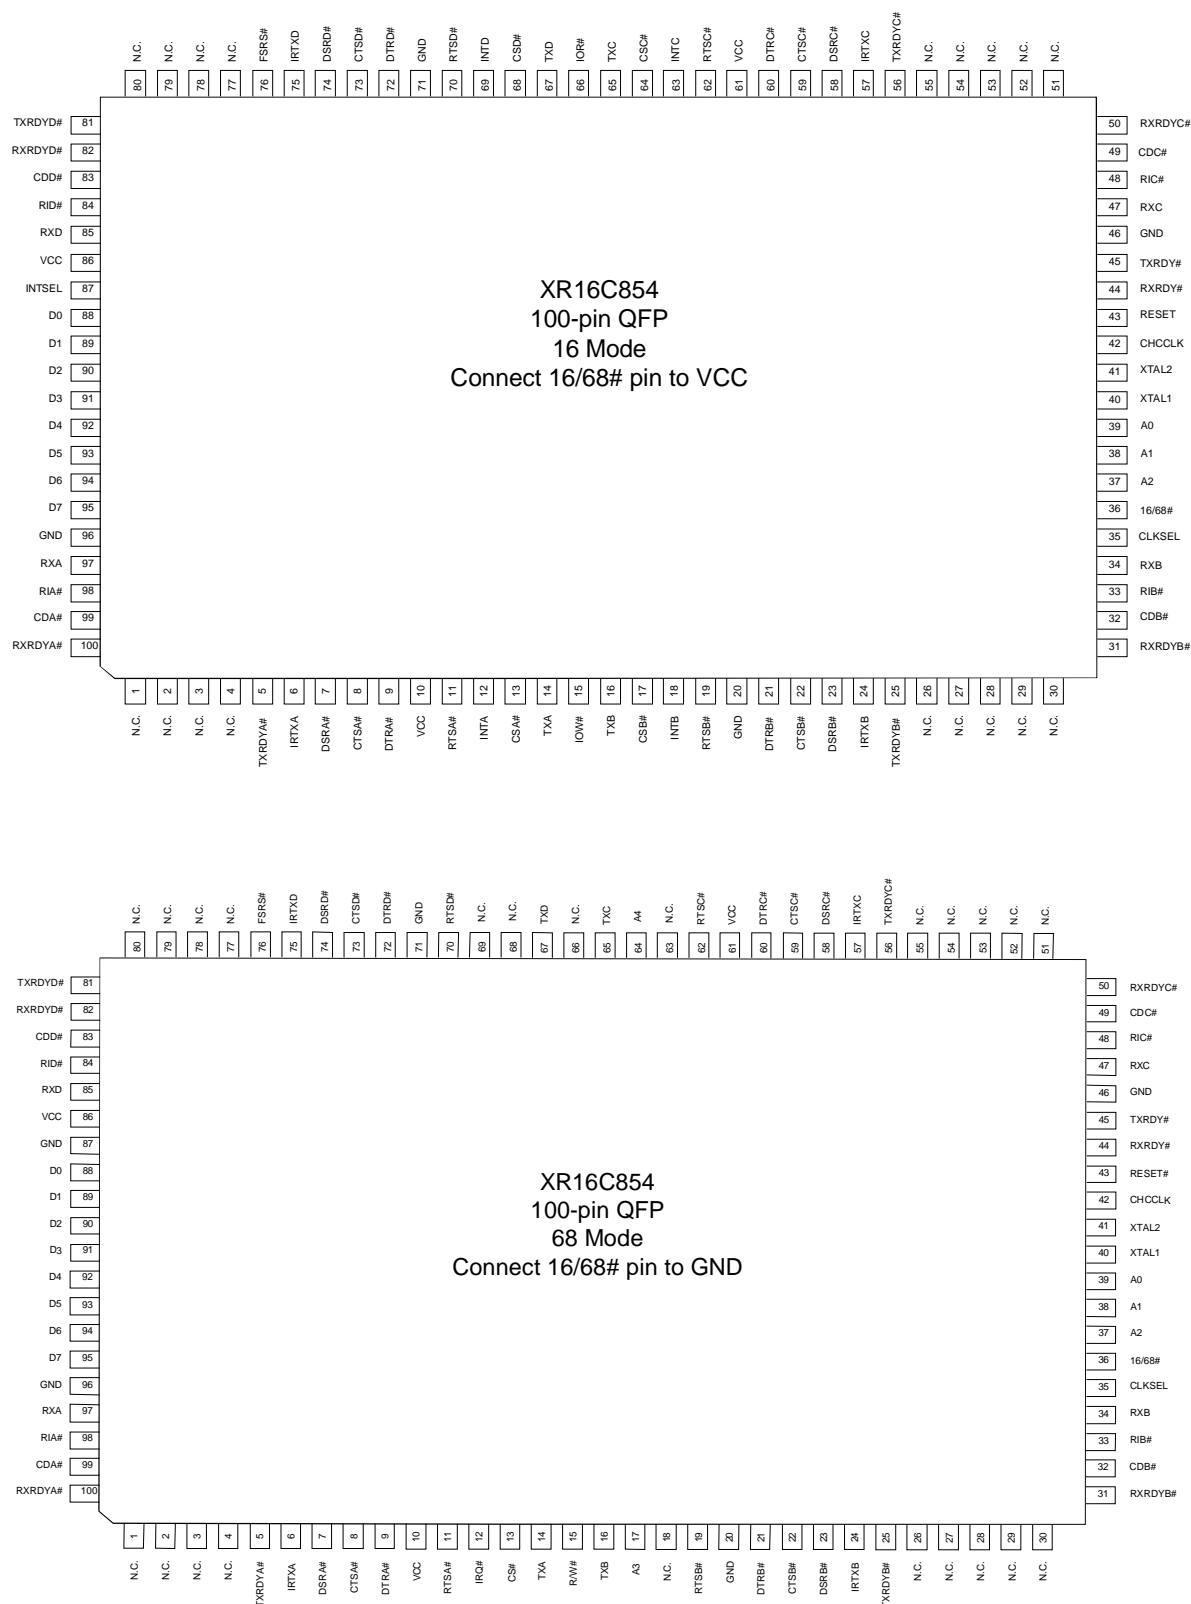 N.C. N.C. N.C. N.C. FSRS# IRTXD DSRD# CTSD# DTRD# GND RTSD# INTD CSD# TXD IOR# TXC CSC# INTC RTSC# VCC DTRC# CTSC# DSRC# IRTXC TXRDYC# N.C. N.C. N.C. N.C. N.C.
80 79 78 77 76 75 74 73 72 71 70 69 68 67 66 65 64 63 62 61 60 59 58 57 56 55 54 53 52 51
TXRDYD# 81 50 RXRDYC#
RXRDYD# 82 49 CDC#
CDD# 83 48 RIC#
RID# 84 47 RXC
RXD 85 46 GND
VCC 86 45 TXRDY#
INTSEL 87 44 RXRDY#
D0 88 43 RESET
D1 89 42 CHCCLK
D2 90 41 XTAL2
D3 91 40 XTAL1
D4 92 39 A0
D5 93 38 A1
D6 94 37 A2
D7 95 36 16/68#
GND 96 35 CLKSEL
RXA 97 34 RXB
RIA# 98 33 RIB#
CDA# 99 32 CDB#
RXRDYA# 100 31 RXRDYB#
XR16C854
100-pin QFP
16 Mode
Connect 16/68# pin to VCC
1 2 3 4 5 6 7 8 9 10 11 12 13 14 15 16 17 18 19 20 21 22 23 24 25 26 27 28 29 30
N.C. N.C. N.C. N.C. TXRDYA# IRTXA DSRA# CTSA# DTRA# VCC RTSA# INTA CSA# TXA IOW# TXB CSB# INTB RTSB# GND DTRB# CTSB# DSRB# IRTXB TXRDYB# N.C. N.C. N.C. N.C. N.C.
N.C. N.C. N.C. N.C. FSRS# IRTXD DSRD# CTSD# DTRD# GND RTSD# N.C. N.C. TXD N.C. TXC A4 N.C. RTSC# VCC DTRC# CTSC# DSRC# IRTXC TXRDYC# N.C. N.C. N.C. N.C. N.C.
80 79 78 77 76 75 74 73 72 71 70 69 68 67 66 65 64 63 62 61 60 59 58 57 56 55 54 53 52 51
TXRDYD# 81 50 RXRDYC#
RXRDYD# 82 49 CDC#
CDD# 83 48 RIC#
RID# 84 47 RXC
RXD 85 46 GND
VCC 86 45 TXRDY#
GND 87 44 RXRDY#
D0 88 43 RESET#
D1 89 42 CHCCLK
D2 90 41 XTAL2
D3 91 40 XTAL1
D4 92 39 A0
D5 93 38 A1
D6 94 37 A2
D7 95 36 16/68#
GND 96 35 CLKSEL
RXA 97 34 RXB
RIA# 98 33 RIB#
CDA# 99 32 CDB#
RXRDYA# 100 31 RXRDYB#
XR16C854
100-pin QFP
68 Mode
Connect 16/68# pin to GND
1 2 3 4 5 6 7 8 9 10 11 12 13 14 15 16 17 18 19 20 21 22 23 24 25 26 27 28 29 30
N.C. N.C. N.C. N.C. TXRDYA# IRTXA DSRA# CTSA# DTRA# VCC RTSA# IRQ# CS# TXA R/W# TXB A3 N.C. RTSB# GND DTRB# CTSB# DSRB# IRTXB TXRDYB# N.C. N.C. N.C. N.C. N.C.